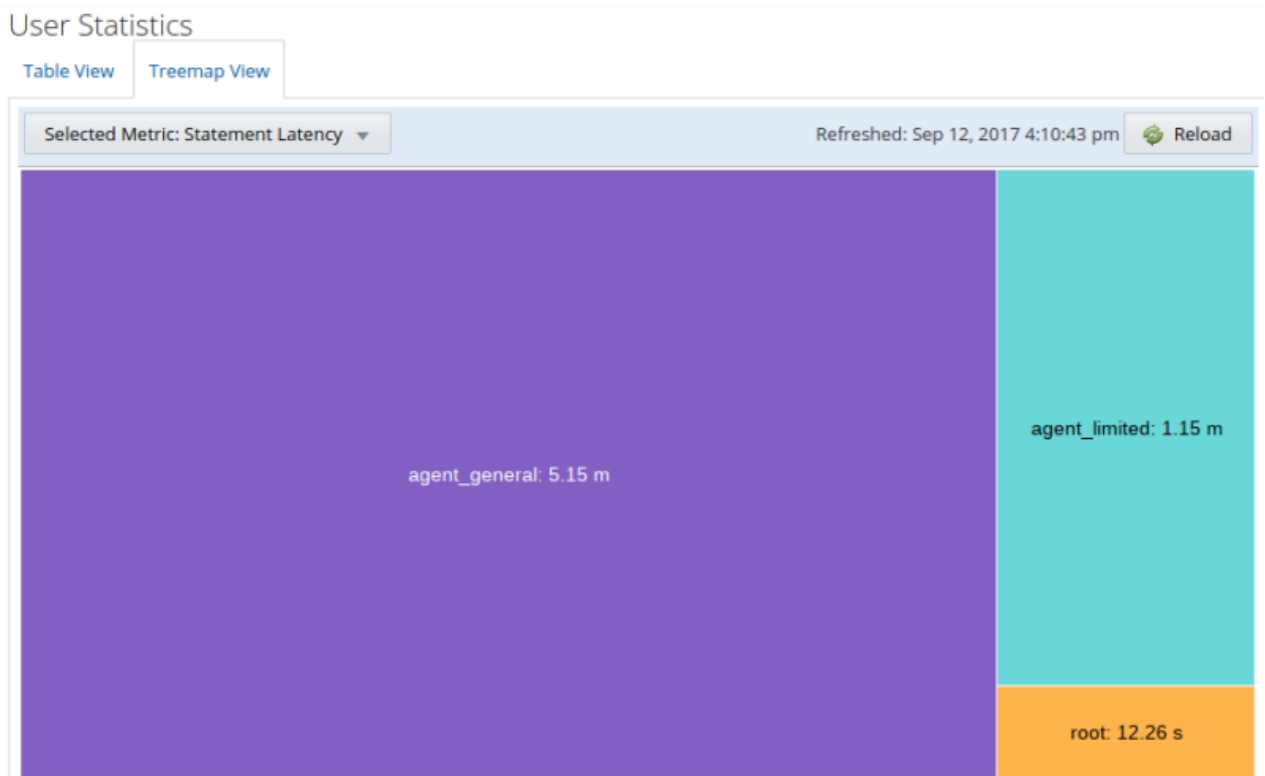 User Statistics
Table View Treemap View
Selected Metric: Statement Latency Refreshed: Sep 12, 2017 4:10:43 pm Reload
agent_limited: 1.15 m
agent_general: 5.15 m
root: 12.26 s